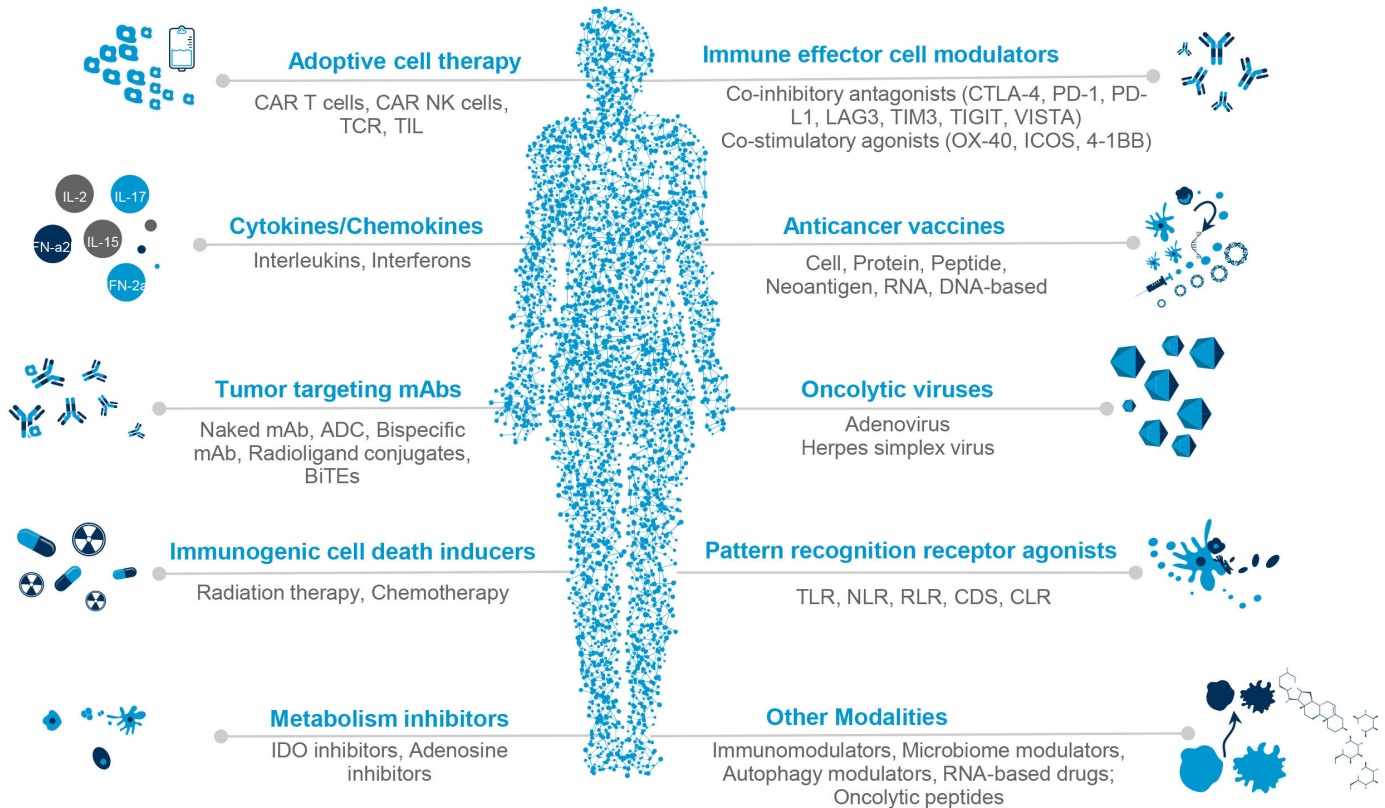 Adoptive cell therapy
CAR T cells, CAR NK cells,
TCR, TIL
Immune effector cell modulators
Co-inhibitory antagonists (CTLA-4, PD-1, PD-
L1, LAG3, TIM3, TIGIT, VISTA)
Co-stimulatory agonists (OX-40, ICOS, 4-1BB)
IL-2
IL-17
FN-a2
IL-15
FN-2a
Cytokines/Chemokines
Interleukins, Interferons
Anticancer vaccines
Cell, Protein, Peptide,
Neoantigen, RNA, DNA-based
Tumor targeting mAbs
Naked mAb, ADC, Bispecific
mAb, Radioligand conjugates,
BiTEs
Oncolytic viruses
Adenovirus
Herpes simplex virus
Immunogenic cell death inducers
Radiation therapy, Chemotherapy
Pattern recognition receptor agonists
TLR, NLR, RLR, CDS, CLR
Metabolism inhibitors
IDO inhibitors, Adenosine
inhibitors
Other Modalities
Immunomodulators, Microbiome modulators,
Autophagy modulators, RNA-based drugs;
Oncolytic peptides